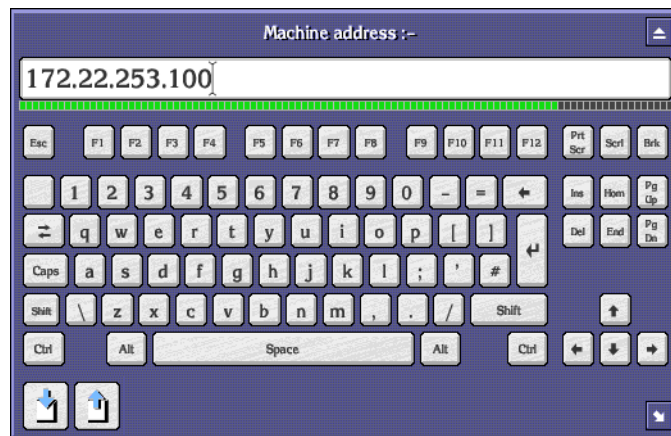 Machine address :-
172.22.253.100
Esc F1 F2 F3 F4 F5 F6 F7 F8 F9 F10 F11 F12 Prt Scr Scrl Brk
1 2 3 4 5 6 7 8 9 0 - = Ins Hom Pg Up
q w e r t y u i o p [ ] Del End Pg Dn
Caps a s d f g h j k l ; ' #
Shift \ z x c v b n m , . / Shift
Ctrl Alt Space Alt Ctrl